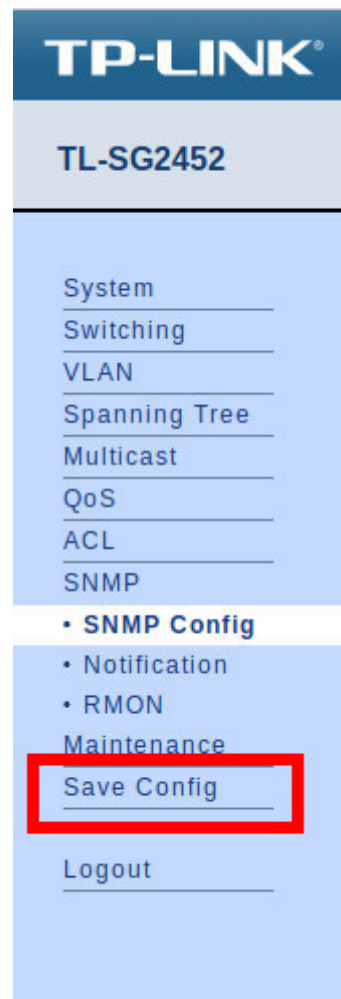 TP-LINK®
TL-SG2452
System
Switching
VLAN
Spanning Tree
Multicast
QoS
ACL
SNMP
• SNMP Config
• Notification
• RMON
Maintenance
Save Config
Logout